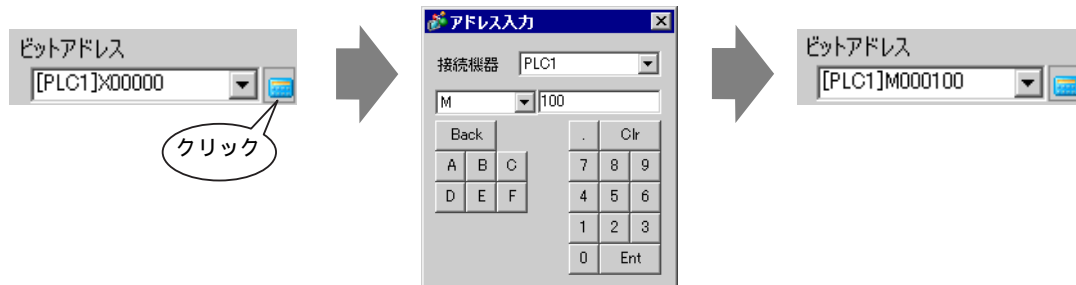 ビットアドレス
[PLC1]X00000
クリック
アドレス入力
接続機器 PLC1
M 100
Back . Clr
A B C 7 8 9
D E F 4 5 6
1 2 3
0 Ent
ビットアドレス
[PLC1]M000100